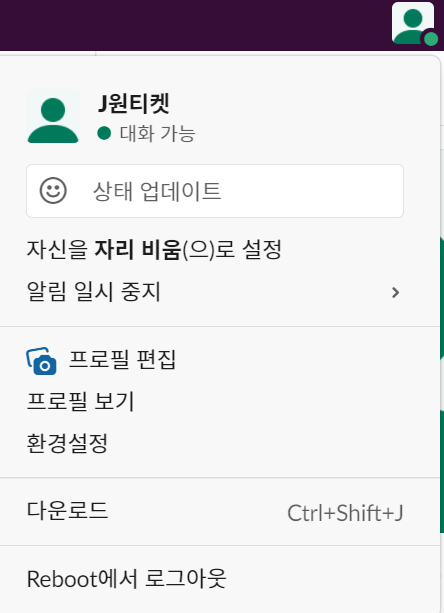 J원티켓
대화 가능
상태 업데이트
자신을 자리 비움(으)로 설정
알림 일시 중지
프로필 편집
프로필 보기
환경설정
다운로드 Ctrl+Shift+J
Reboot에서 로그아웃